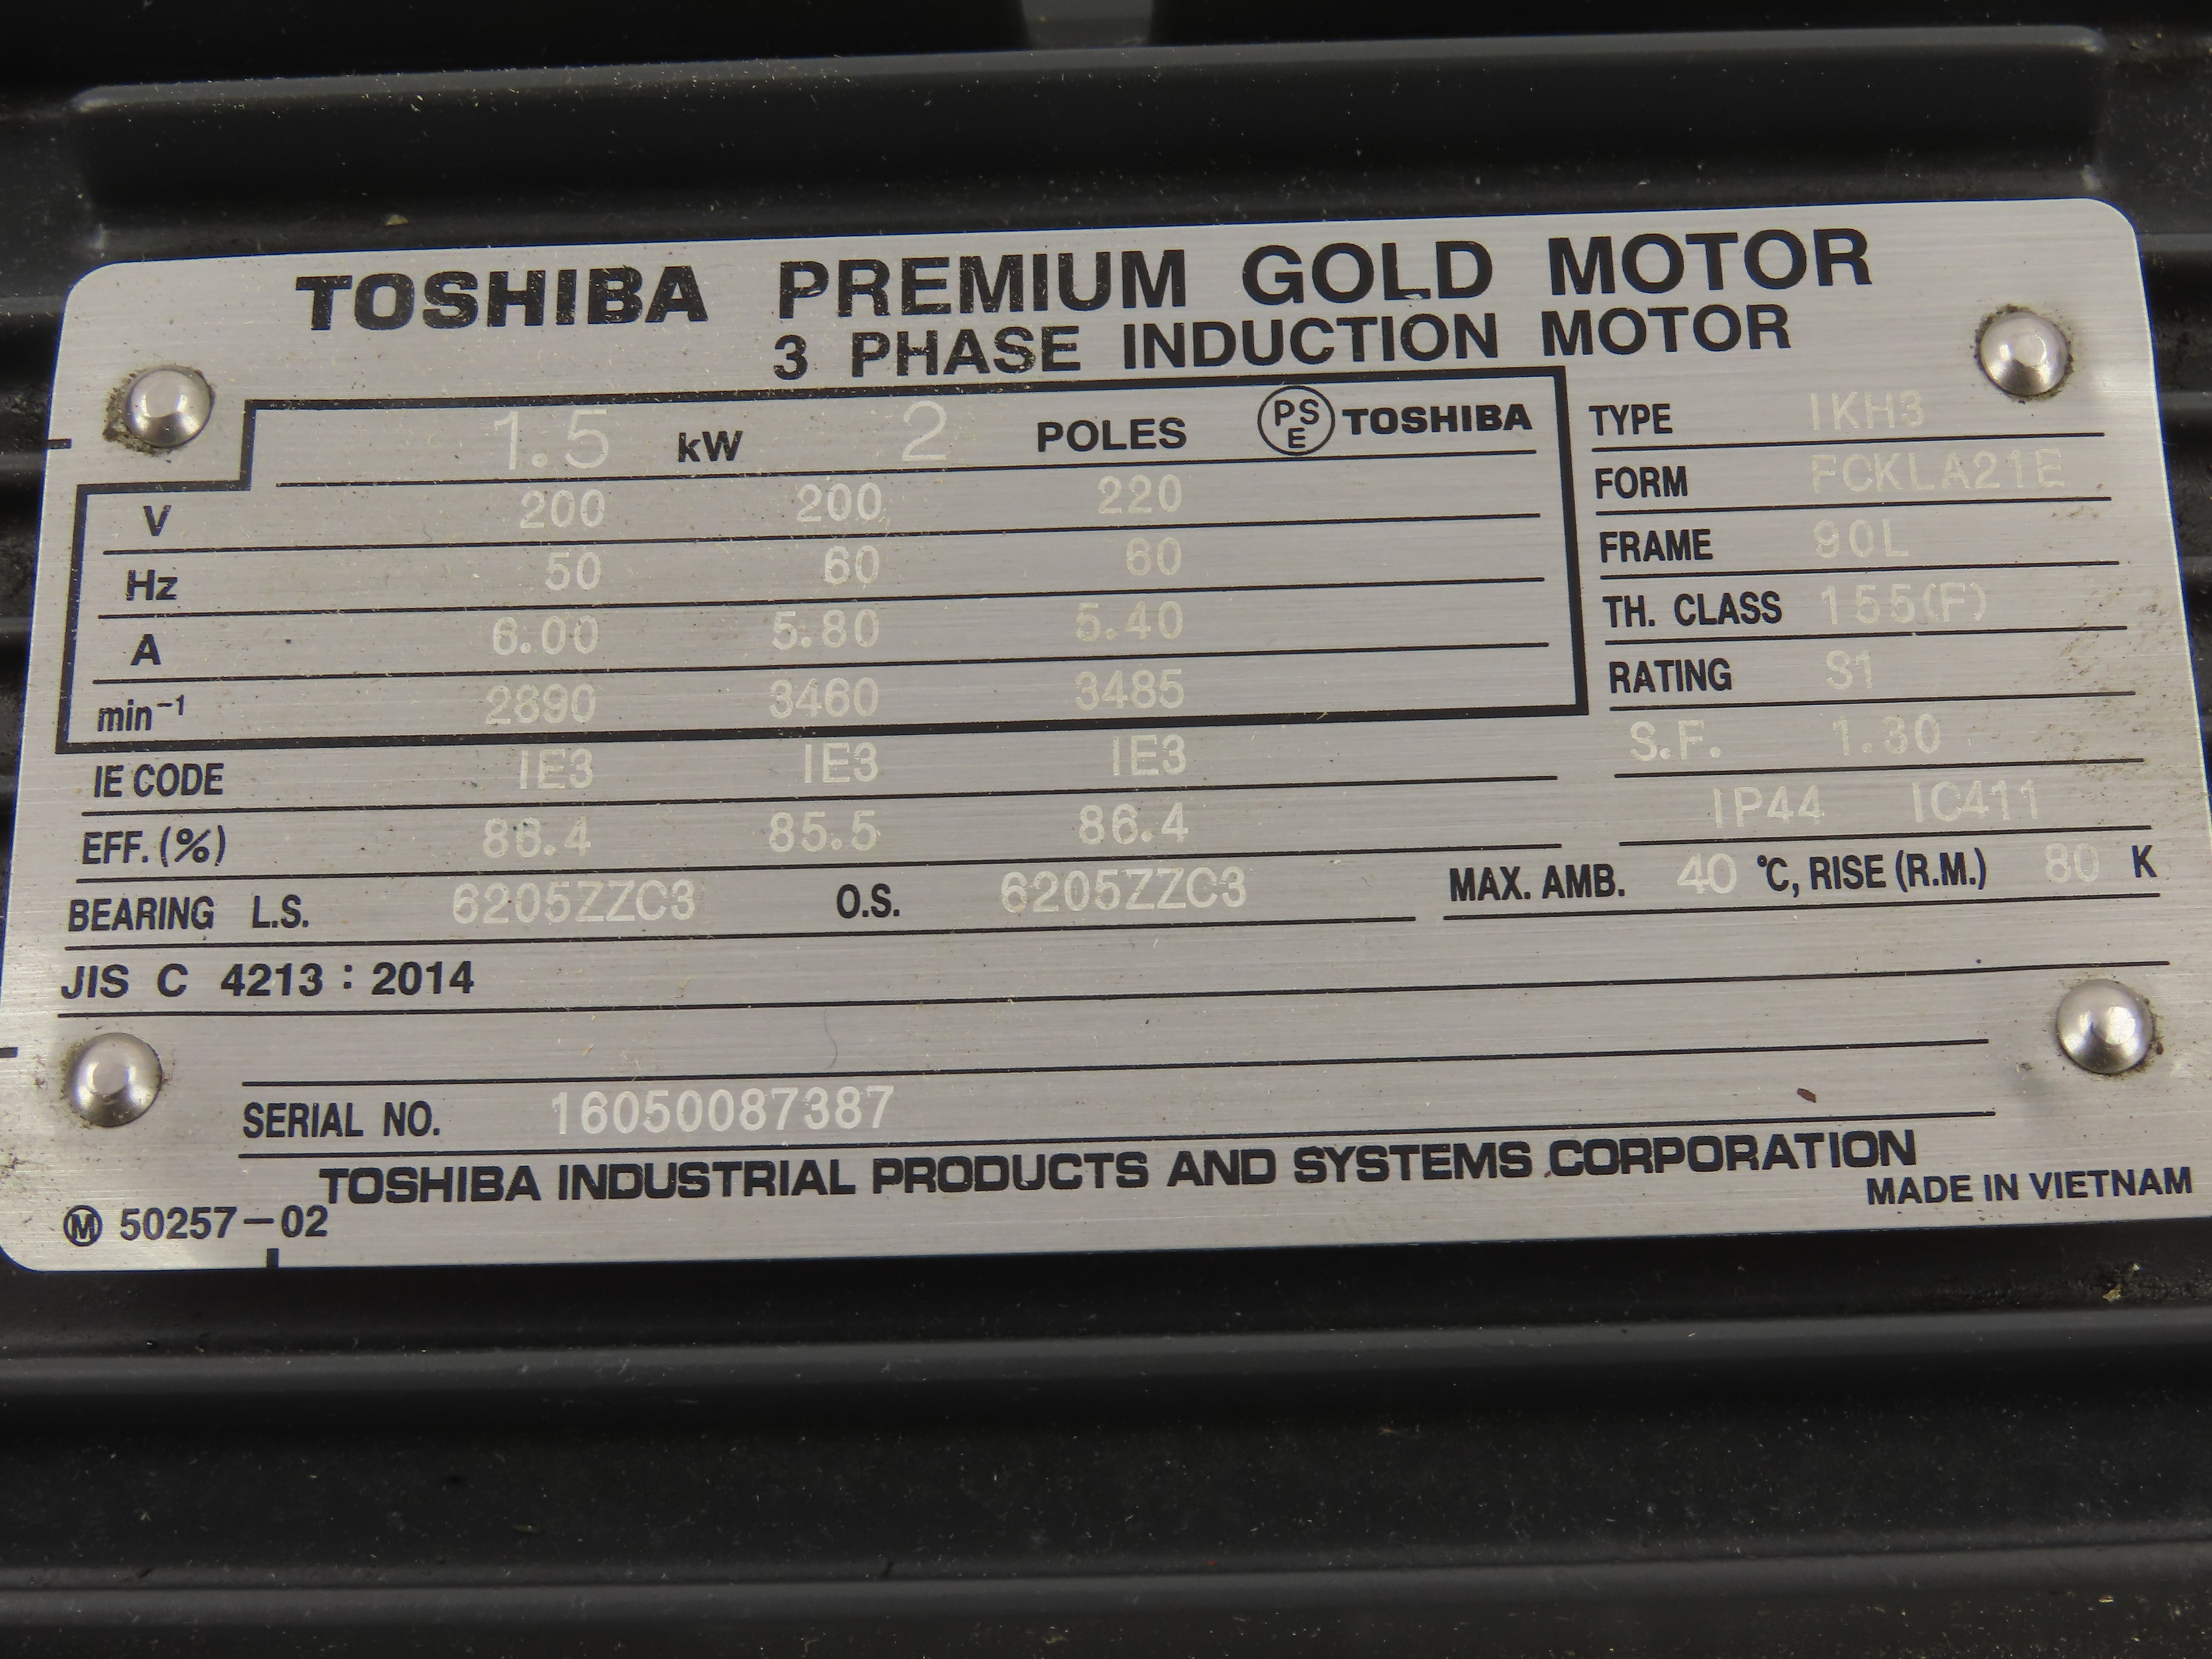 TOSHIBA PREMIUM GOLD MOTOR
3 PHASE INDUCTION MOTOR
1.5 kW 2 POLES PSE TOSHIBA
V 200 200 220
Hz 50 60 60
A 6.00 5.80 5.40
min⁻¹ 2890 3460 3485
IE CODE IE3 IE3 IE3
EFF. (%) 86.4 85.5 86.4
TYPE IKH3
FORM FCKLA21E
FRAME 90L
TH. CLASS 155(F)
RATING S1
S.F. 1.30
IP44 IC411
BEARING L.S. 6205ZZC3 O.S. 6205ZZC3 MAX. AMB. 40 ℃, RISE (R.M.) 80 K
JIS C 4213 : 2014
SERIAL NO. 16050087387
TOSHIBA INDUSTRIAL PRODUCTS AND SYSTEMS CORPORATION
MADE IN VIETNAM
Ⓜ 50257-02